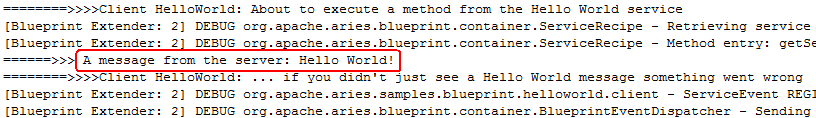 ========>>>>Client HelloWorld: About to execute a method from the Hello World service
[Blueprint Extender: 2] DEBUG org.apache.aries.blueprint.container.ServiceRecipe - Retrieving service
[Blueprint Extender: 2] DEBUG org.apache.aries.blueprint.container.ServiceRecipe - Method entry: getSe
======>>> A message from the server: Hello World!
========>>>>Client HelloWorld: ... if you didn't just see a Hello World message something went wrong
[Blueprint Extender: 2] DEBUG org.apache.aries.samples.blueprint.helloworld.client - ServiceEvent REGI
[Blueprint Extender: 2] DEBUG org.apache.aries.blueprint.container.BlueprintEventDispatcher - Sending